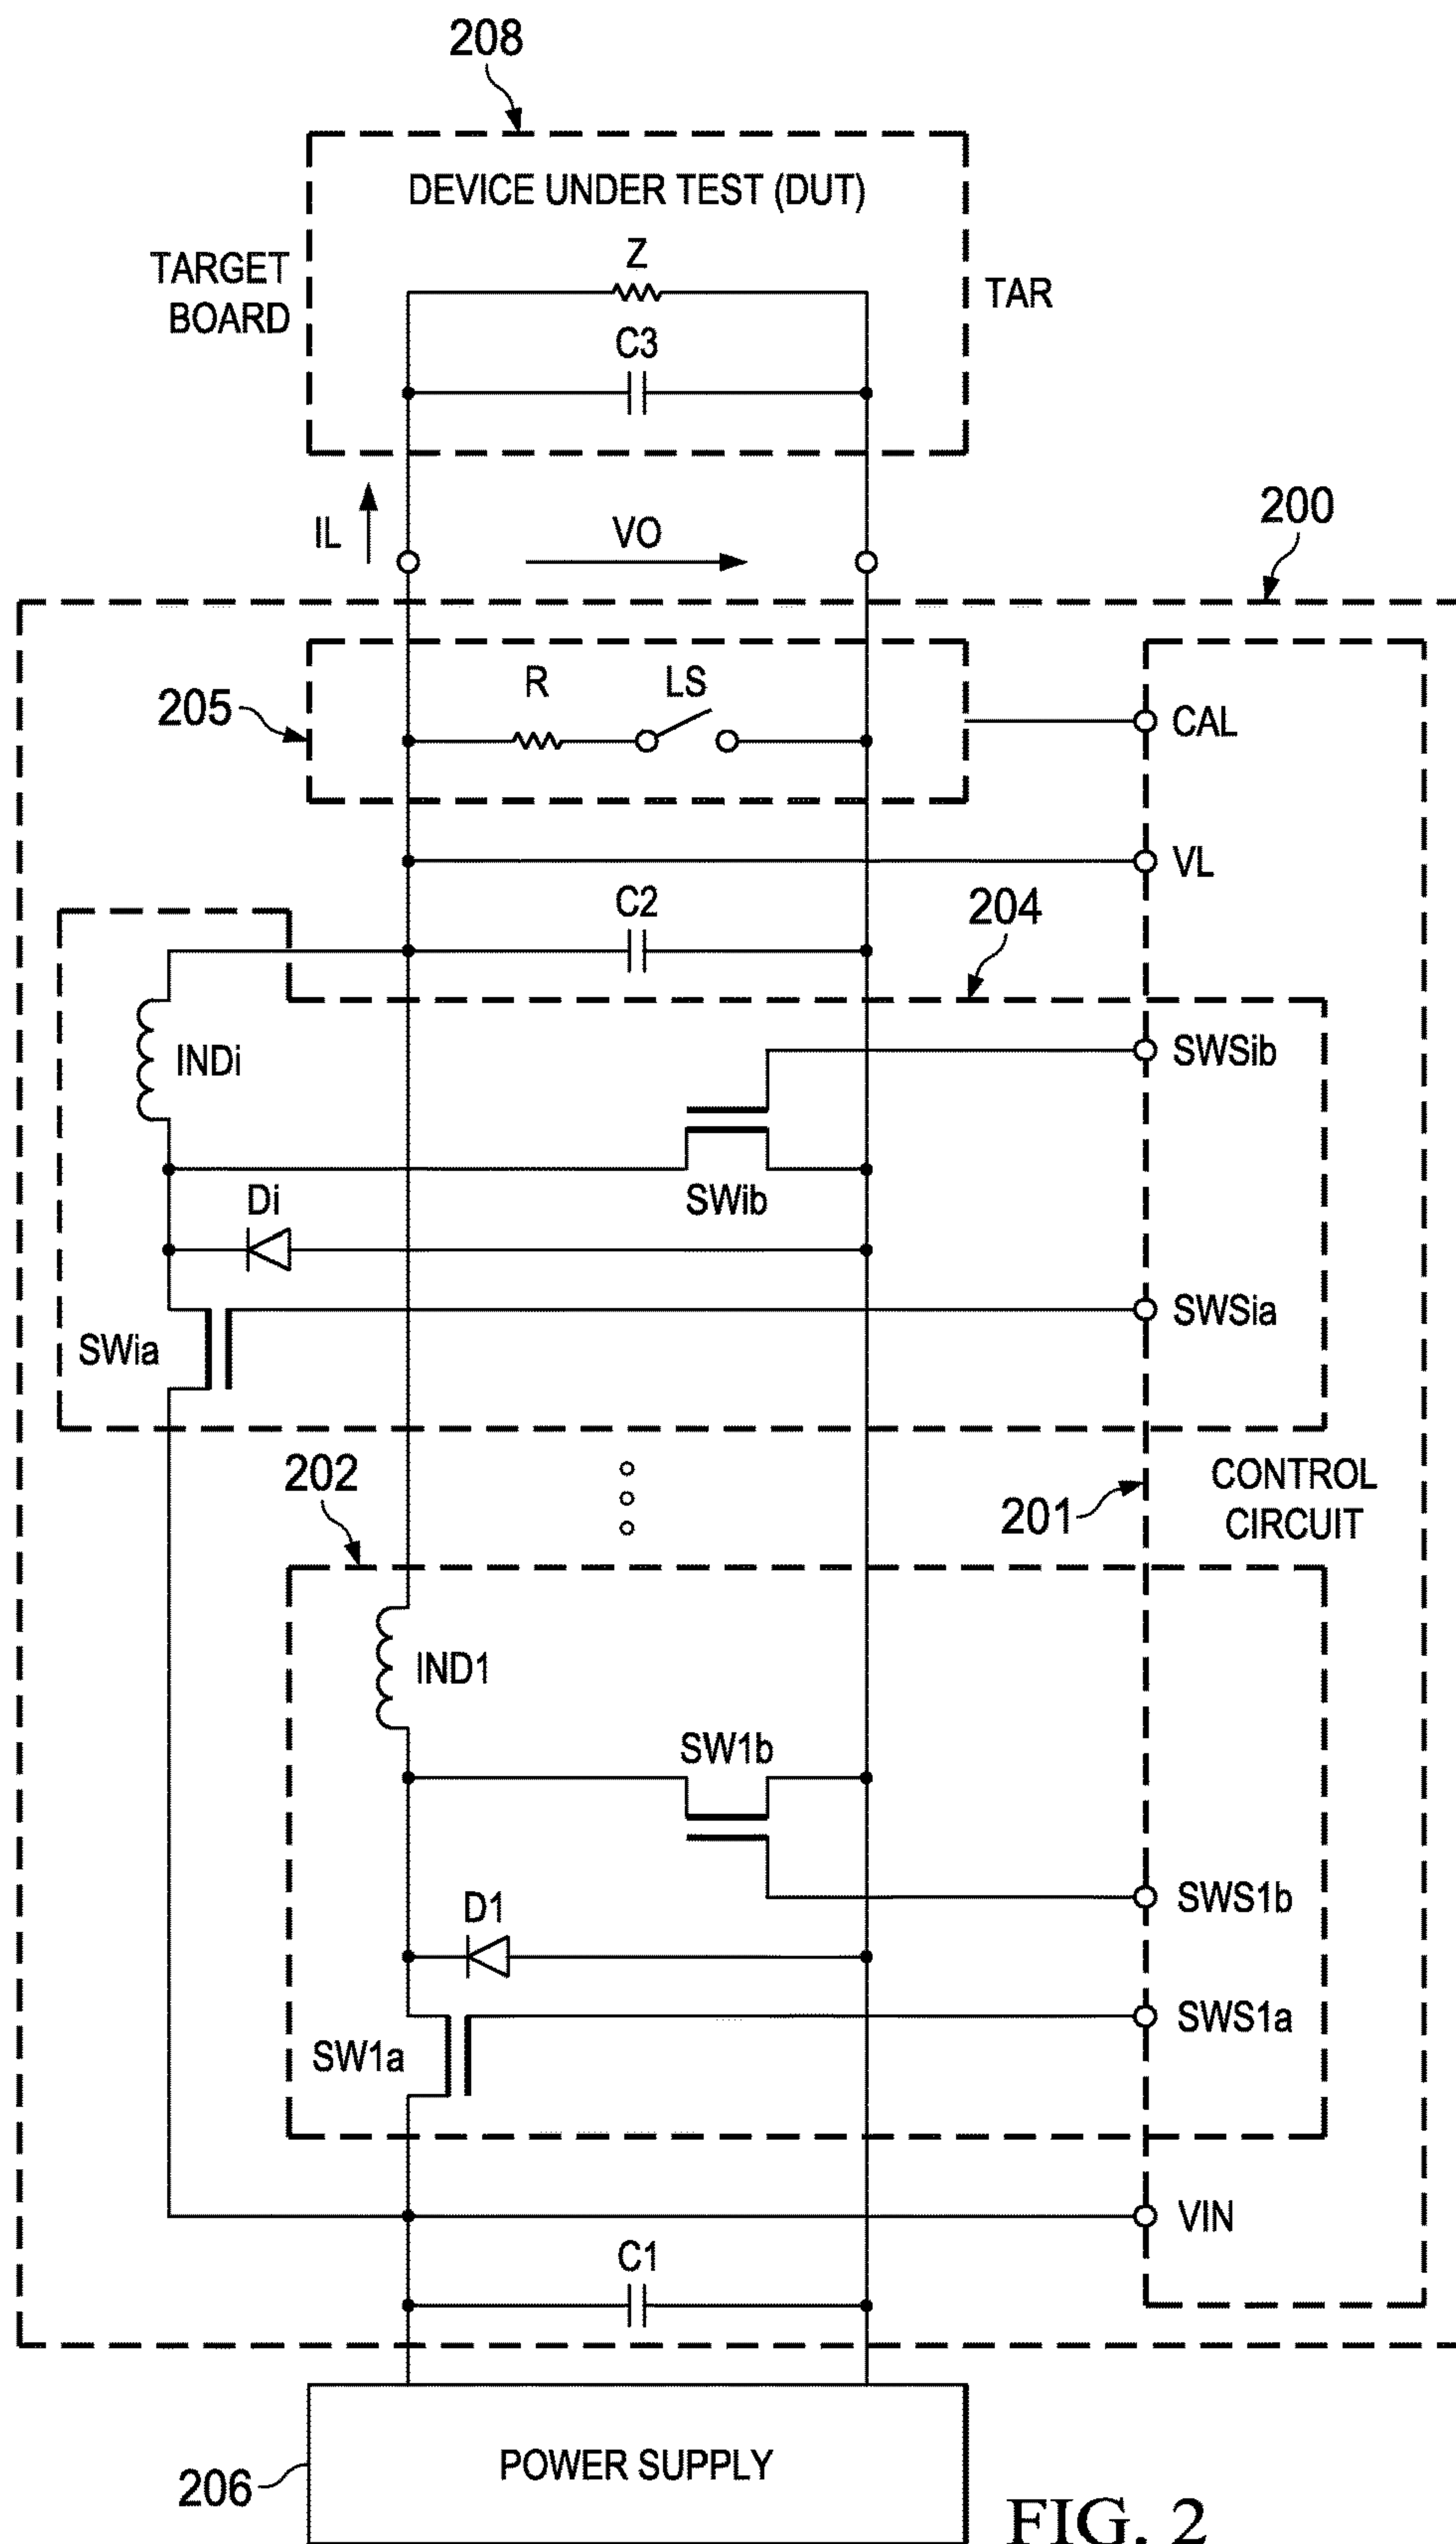 208
DEVICE UNDER TEST (DUT)
Z
TARGET
BOARD
TAR
C3
IL
VO
200
R
LS
205
CAL
VL
C2
204
INDi
SWSib
Di
SWib
SWSia
SWia
202
201
CONTROL
CIRCUIT
IND1
SW1b
SWS1b
D1
SWS1a
SW1a
VIN
C1
POWER SUPPLY
206
FIG. 2